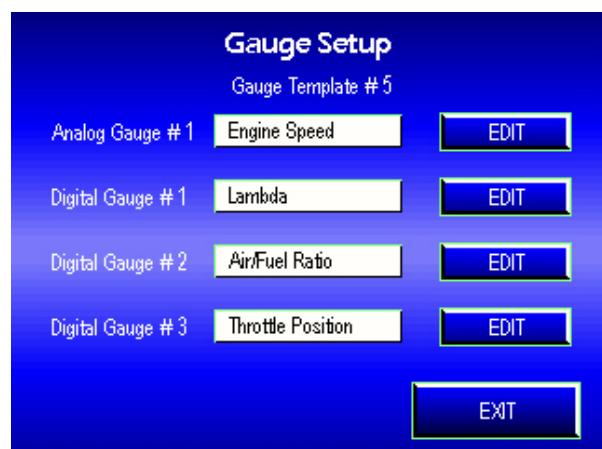 Gauge Setup
Gauge Template # 5
Analog Gauge # 1 Engine Speed EDIT
Digital Gauge # 1 Lambda EDIT
Digital Gauge # 2 Air/Fuel Ratio EDIT
Digital Gauge # 3 Throttle Position EDIT
EXIT